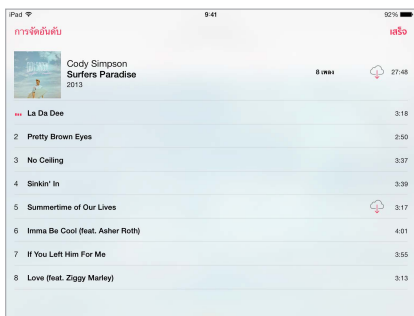 iPad 9:41 92%
การจัดอันดับ เสร็จ
Cody Simpson
Surfers Paradise
2013
8 เพลง 27:48
La Da Dee 3:18
2 Pretty Brown Eyes 2:50
3 No Ceiling 3:37
4 Sinkin' In 3:39
5 Summertime of Our Lives 3:17
6 Imma Be Cool (feat. Asher Roth) 4:01
7 If You Left Him For Me 3:55
8 Love (feat. Ziggy Marley) 3:13